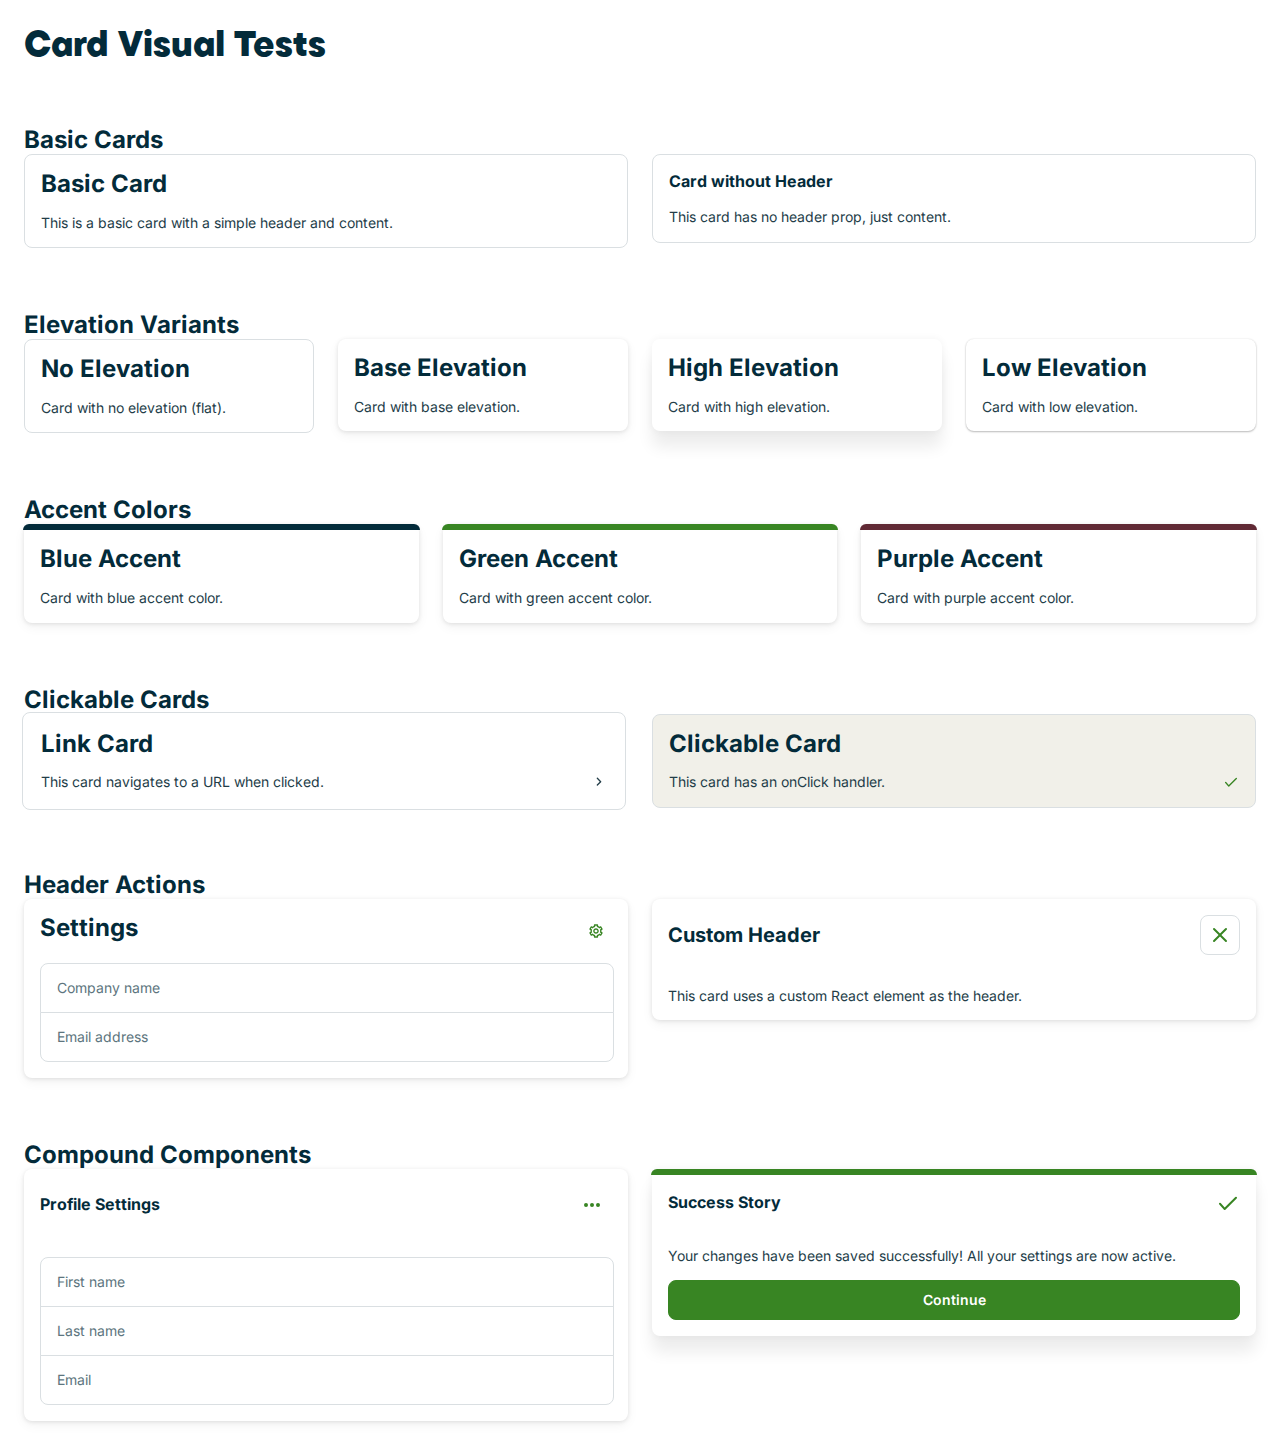 Card Visual Tests
Basic Cards
Basic Card
This is a basic card with a simple header and content.
Card without Header
This card has no header prop, just content.
Elevation Variants
No Elevation
Card with no elevation (flat).
Base Elevation
Card with base elevation.
High Elevation
Card with high elevation.
Low Elevation
Card with low elevation.
Accent Colors
Blue Accent
Card with blue accent color.
Green Accent
Card with green accent color.
Purple Accent
Card with purple accent color.
Clickable Cards
Link Card
This card navigates to a URL when clicked.
Clickable Card
This card has an onClick handler.
Header Actions
Settings
Company name
Email address
Custom Header
This card uses a custom React element as the header.
Compound Components
Profile Settings
First name
Last name
Email
Success Story
Your changes have been saved successfully! All your settings are now active.
Continue